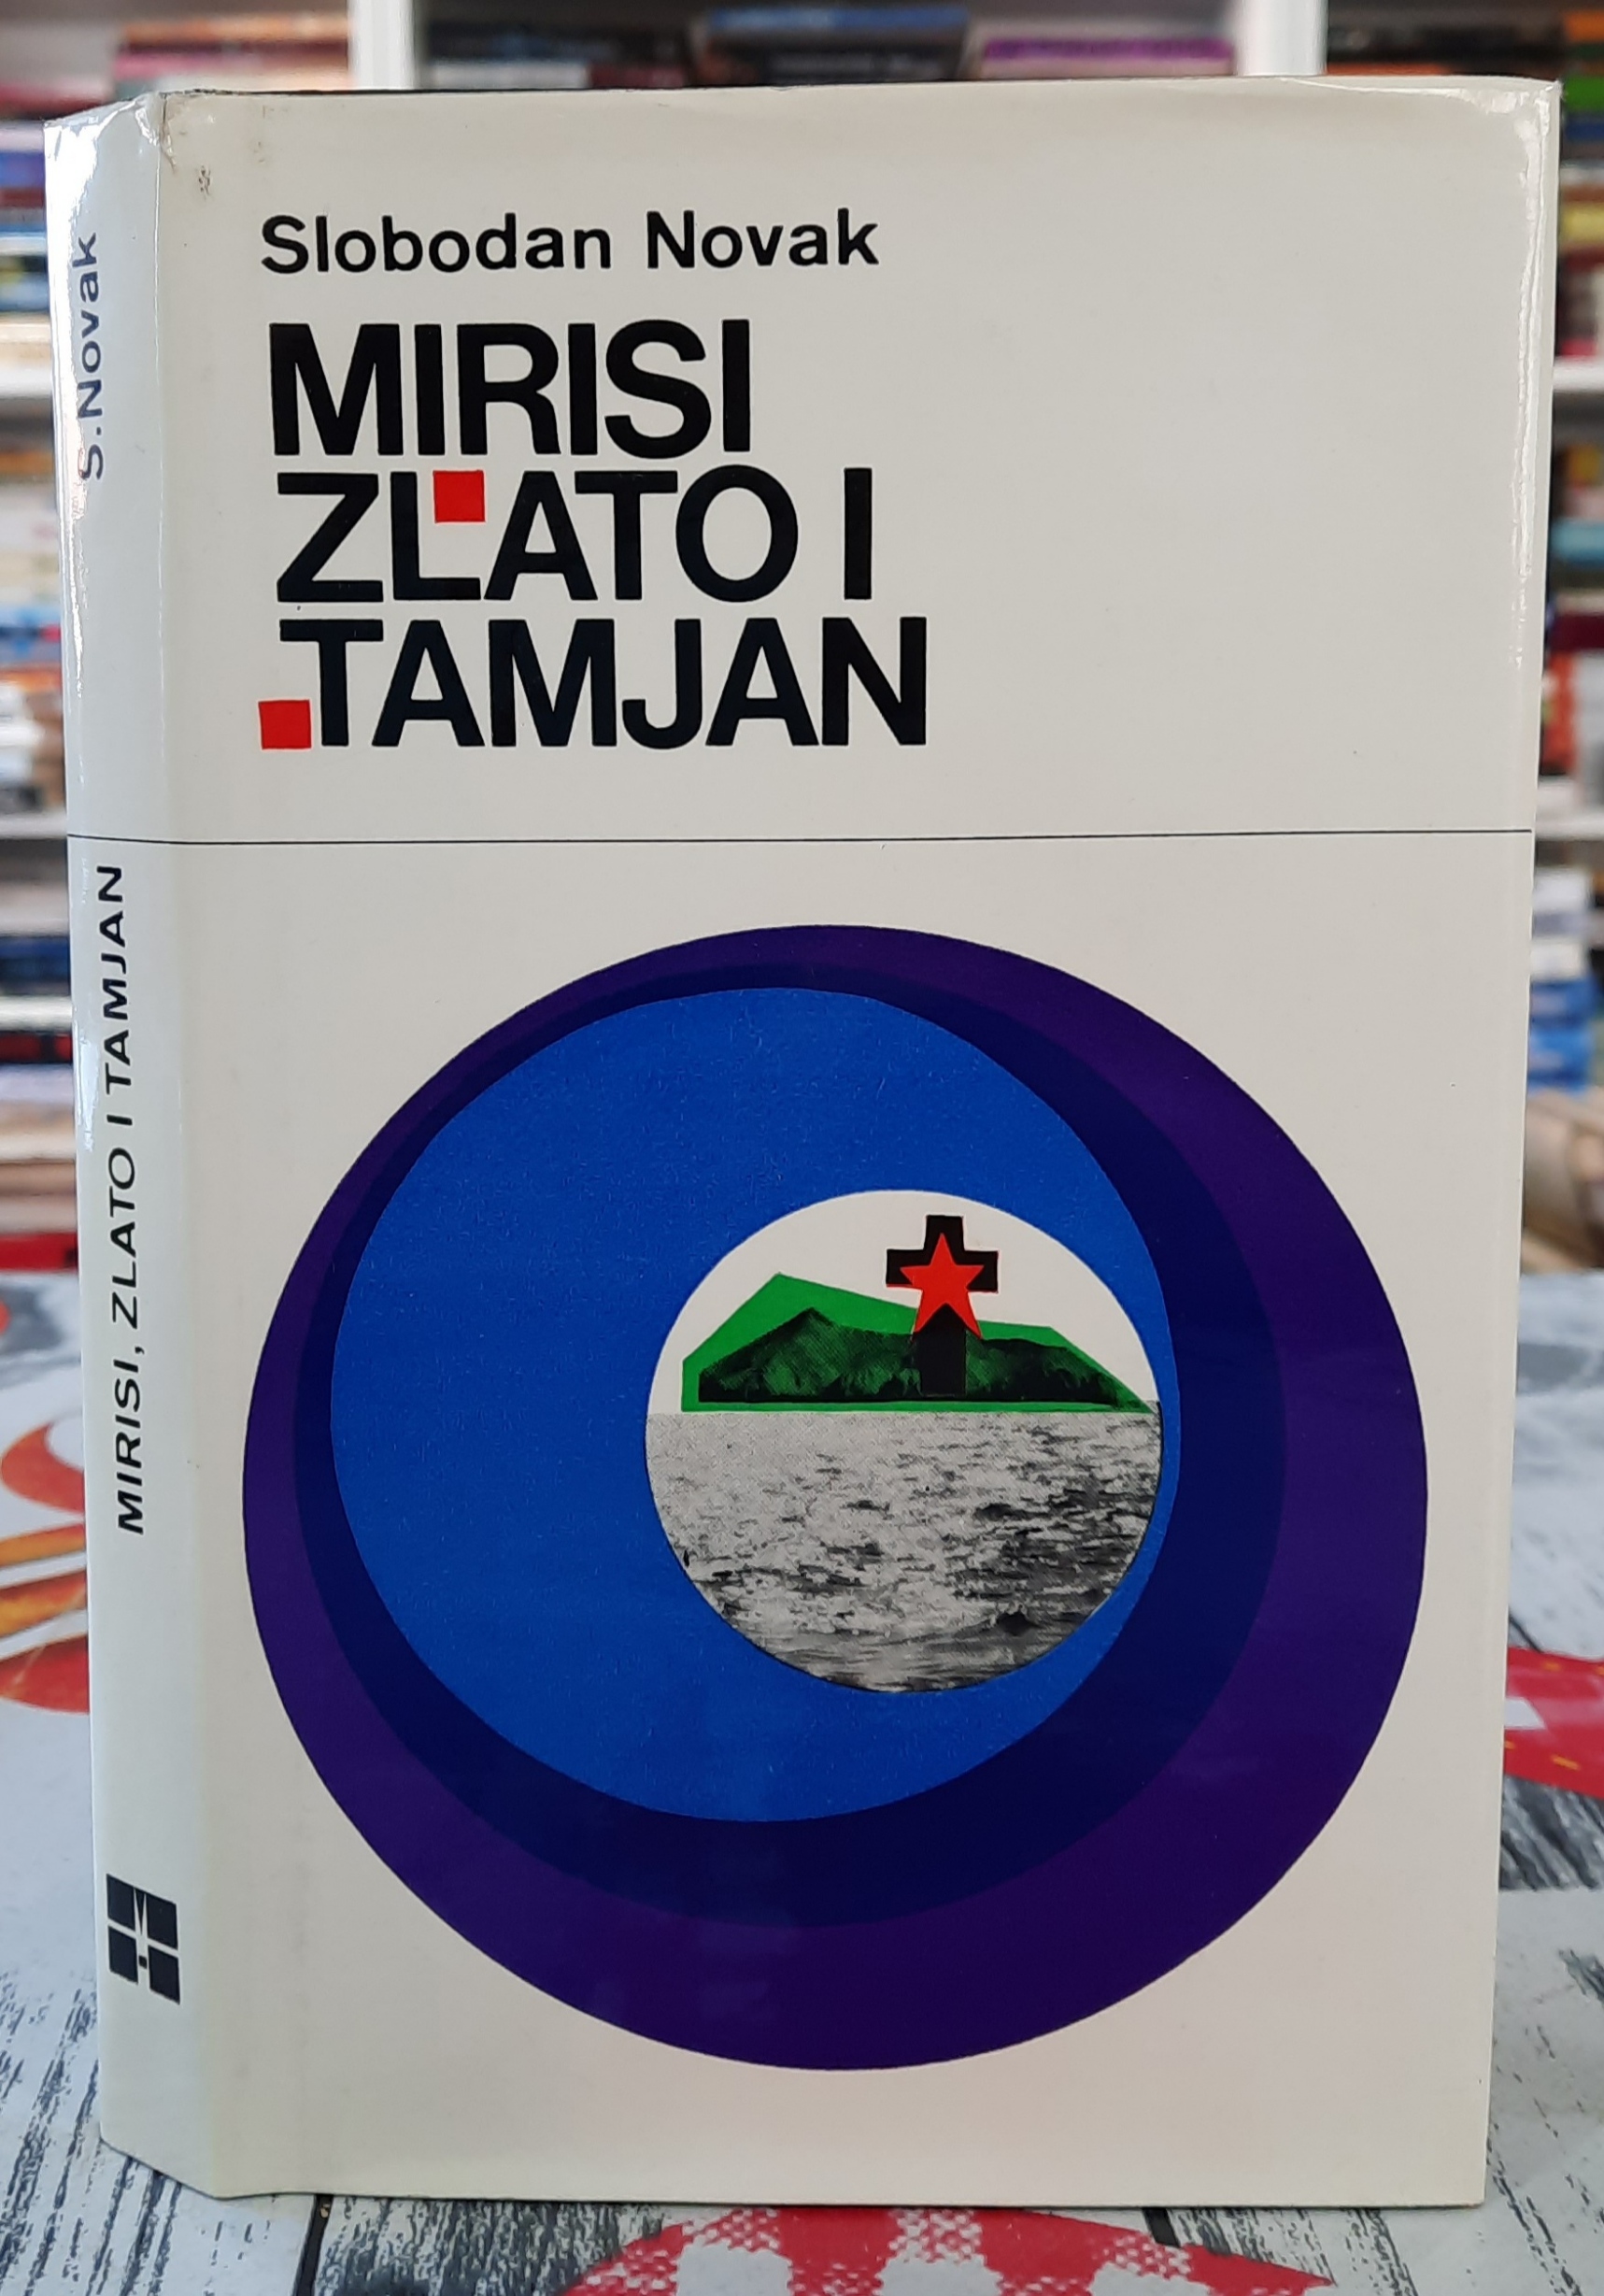 Slobodan Novak
MIRISI
ZLATO I
TAMJAN
S. Novak
MIRISI, ZLATO I TAMJAN